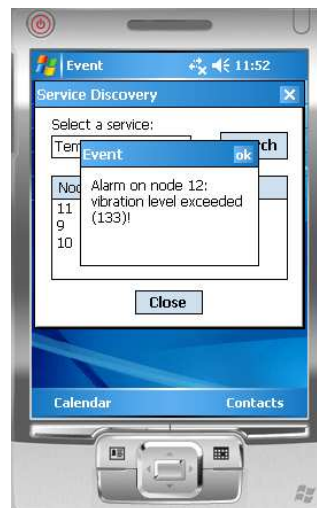 Event
11:52
Service Discovery
Select a service:
Event
ok
Alarm on node 12:
vibration level exceeded
(133)!
11
9
10
Close
Calendar
Contacts